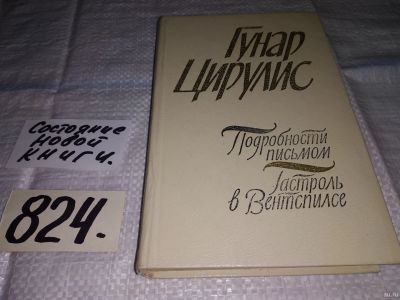 Гунар
Цирулис
Подробности
письмом
Гастроль
в Вентспилсе
Состояние
новой
книги.
824.